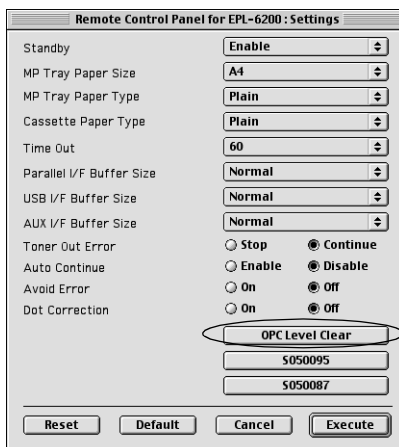 Remote Control Panel for EPL-6200 : Settings
Standby Enable
MP Tray Paper Size A4
MP Tray Paper Type Plain
Cassette Paper Type Plain
Time Out 60
Parallel I/F Buffer Size Normal
USB I/F Buffer Size Normal
AUX I/F Buffer Size Normal
Toner Out Error Stop Continue
Auto Continue Enable Disable
Avoid Error On Off
Dot Correction On Off
OPC Level Clear
S050095
S050087
Reset Default Cancel Execute